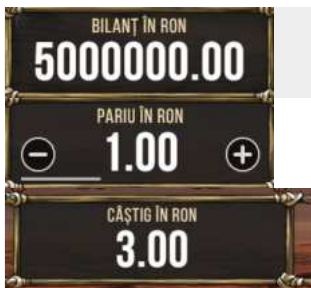 BILANȚ ÎN RON
5000000.00
PARIU ÎN RON
1.00
CÂȘTIG ÎN RON
3.00